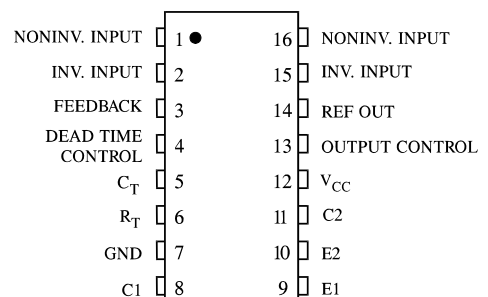 NONINV. INPUT 1 16 NONINV. INPUT
INV. INPUT 2 15 INV. INPUT
FEEDBACK 3 14 REF OUT
DEAD TIME
CONTROL 4 13 OUTPUT CONTROL
CT 5 12 VCC
RT 6 11 C2
GND 7 10 E2
C1 8 9 E1